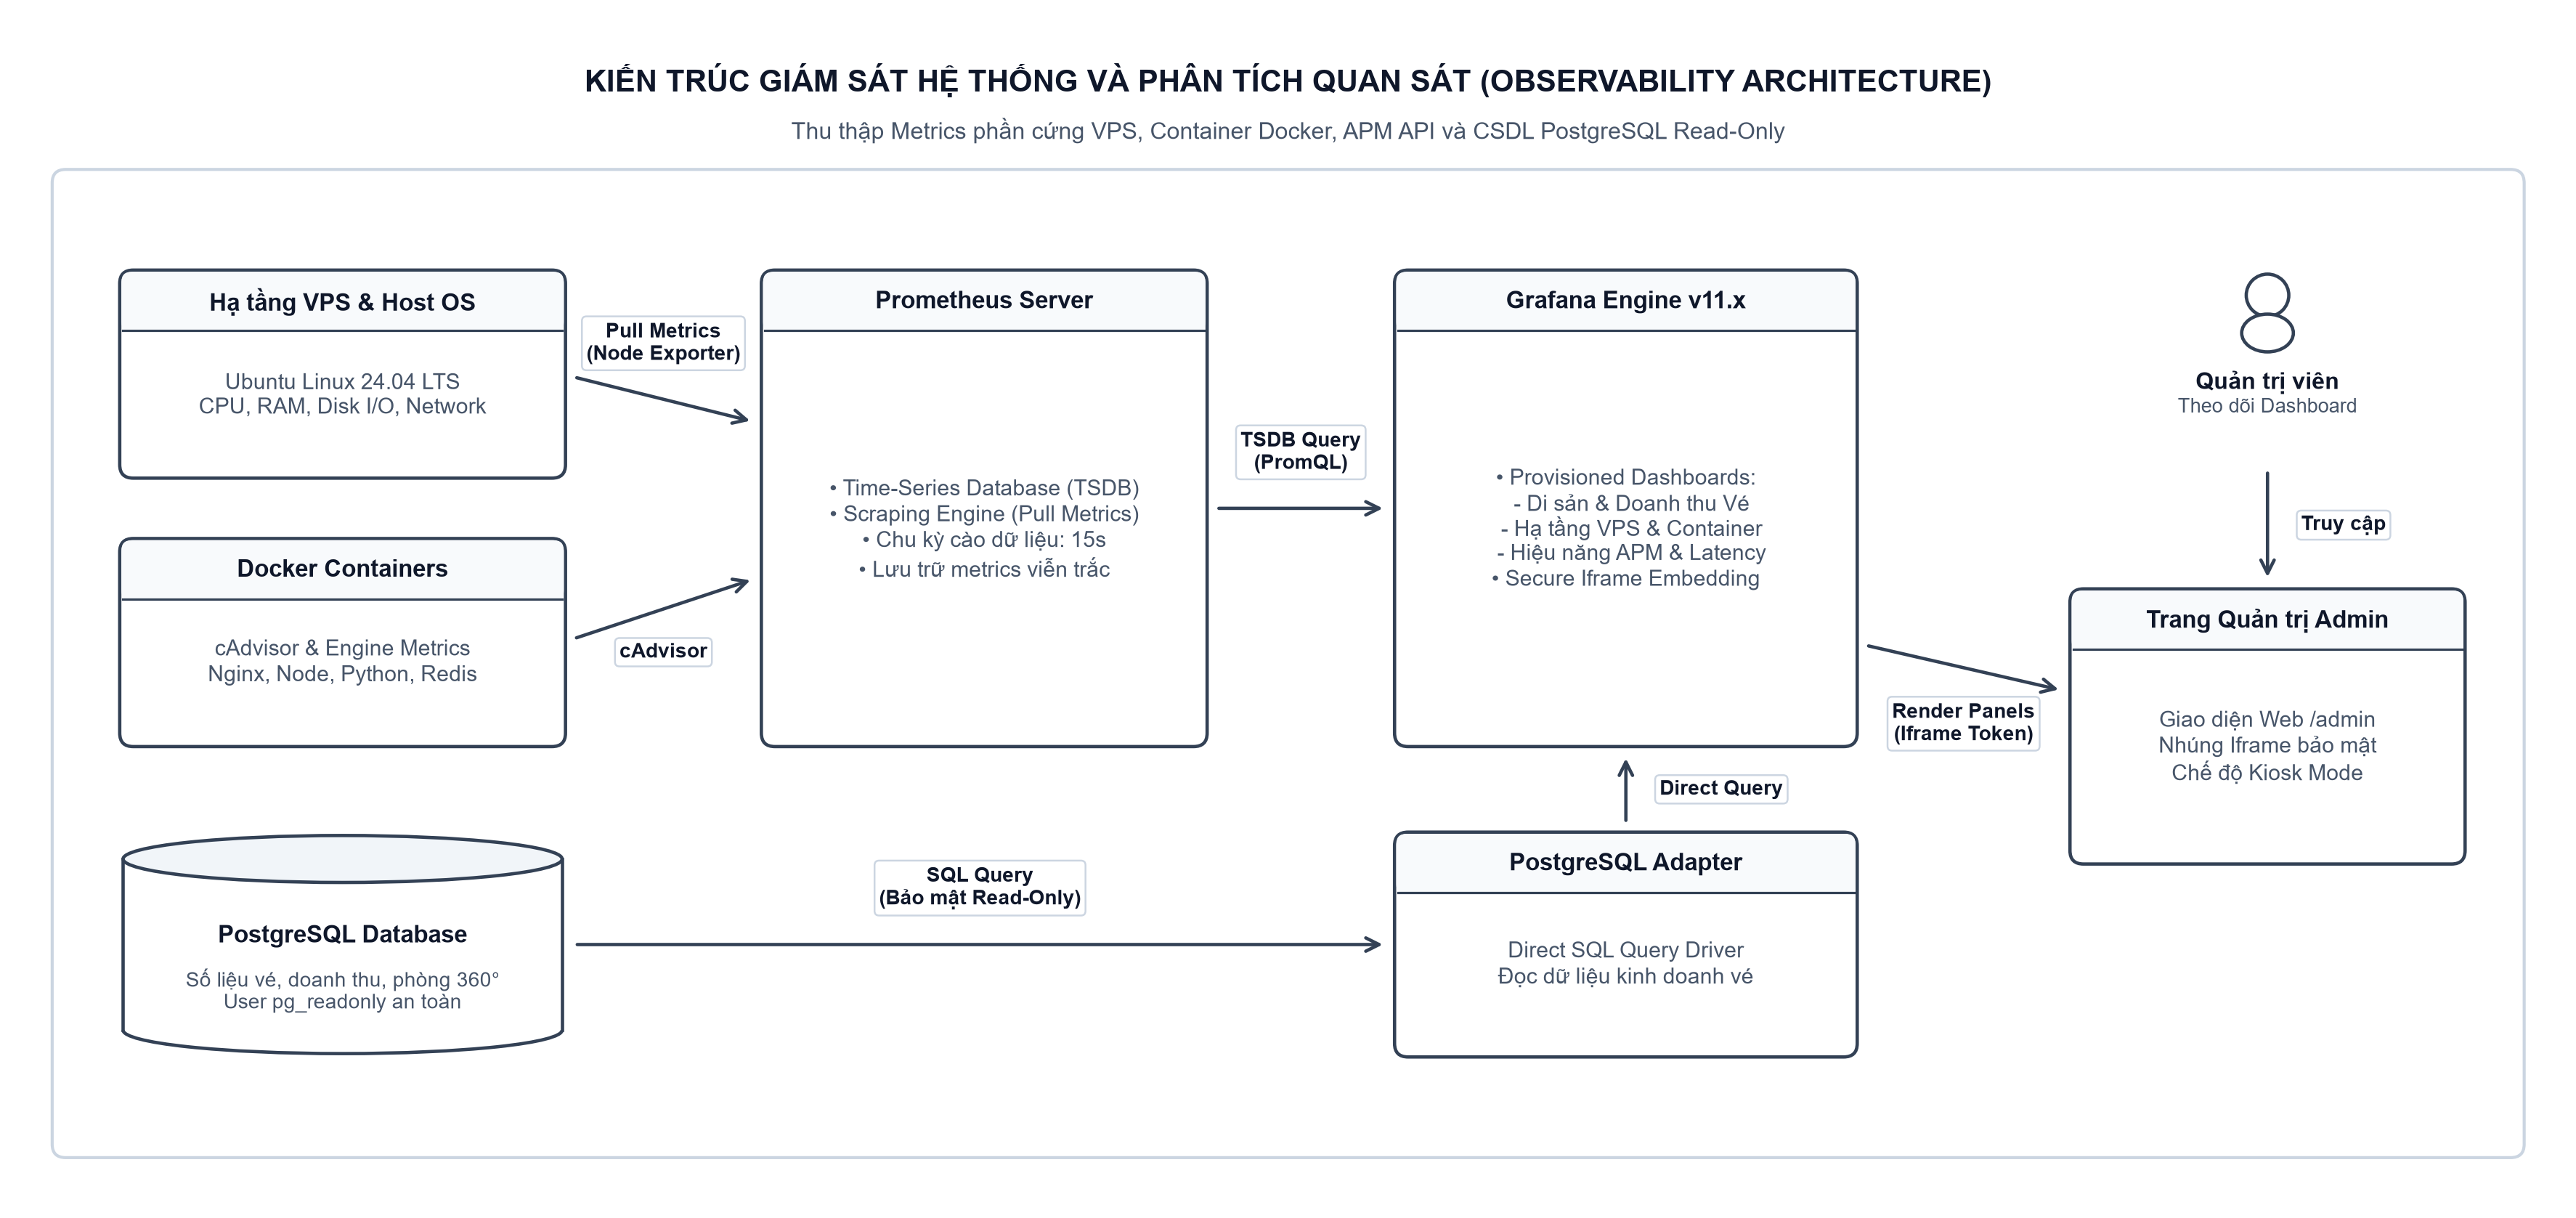 KIẾN TRÚC GIÁM SÁT HỆ THỐNG VÀ PHÂN TÍCH QUAN SÁT (OBSERVABILITY ARCHITECTURE)
Thu thập Metrics phần cứng VPS, Container Docker, APM API và CSDL PostgreSQL Read-Only
Hạ tầng VPS & Host OS
Ubuntu Linux 24.04 LTS
CPU, RAM, Disk I/O, Network
Pull Metrics
(Node Exporter)
Docker Containers
cAdvisor & Engine Metrics
Nginx, Node, Python, Redis
cAdvisor
Prometheus Server
• Time-Series Database (TSDB)
• Scraping Engine (Pull Metrics)
• Chu kỳ cào dữ liệu: 15s
• Lưu trữ metrics viễn trắc
TSDB Query
(PromQL)
Grafana Engine v11.x
• Provisioned Dashboards:
- Di sản & Doanh thu Vé
- Hạ tầng VPS & Container
- Hiệu năng APM & Latency
• Secure Iframe Embedding
Quản trị viên
Theo dõi Dashboard
Truy cập
Trang Quản trị Admin
Giao diện Web /admin
Nhúng Iframe bảo mật
Chế độ Kiosk Mode
Render Panels
(Iframe Token)
Direct Query
PostgreSQL Database
Số liệu vé, doanh thu, phòng 360°
User pg_readonly an toàn
SQL Query
(Bảo mật Read-Only)
PostgreSQL Adapter
Direct SQL Query Driver
Đọc dữ liệu kinh doanh vé